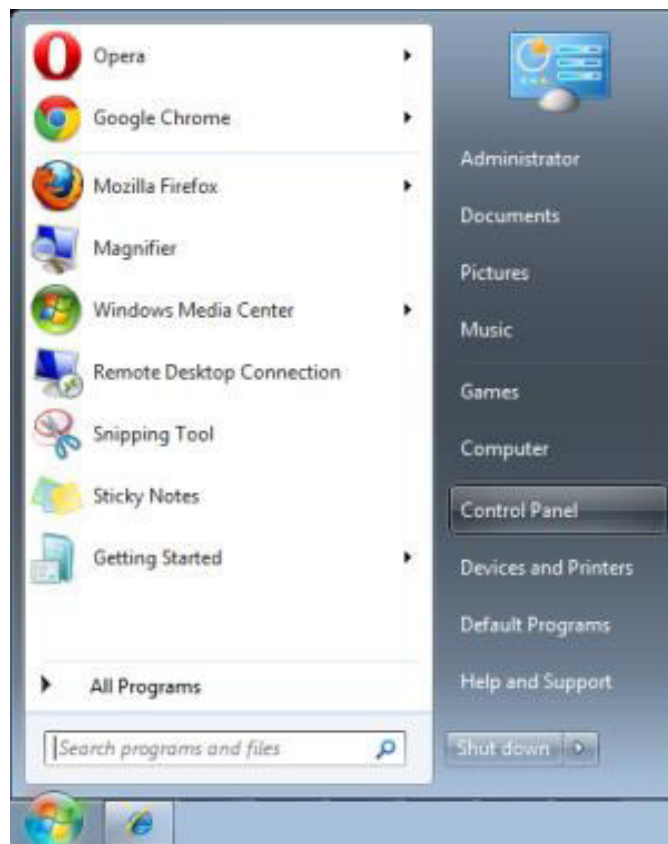 Opera
Google Chrome
Mozilla Firefox
Magnifier
Windows Media Center
Remote Desktop Connection
Snipping Tool
Sticky Notes
Getting Started
All Programs
Search programs and files
Administrator
Documents
Pictures
Music
Games
Computer
Control Panel
Devices and Printers
Default Programs
Help and Support
Shut down